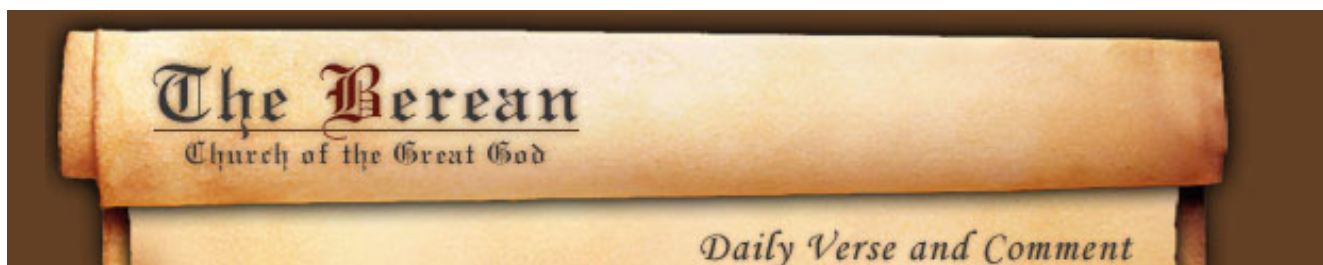 The Berean
Church of the Great God
Daily Verse and Comment